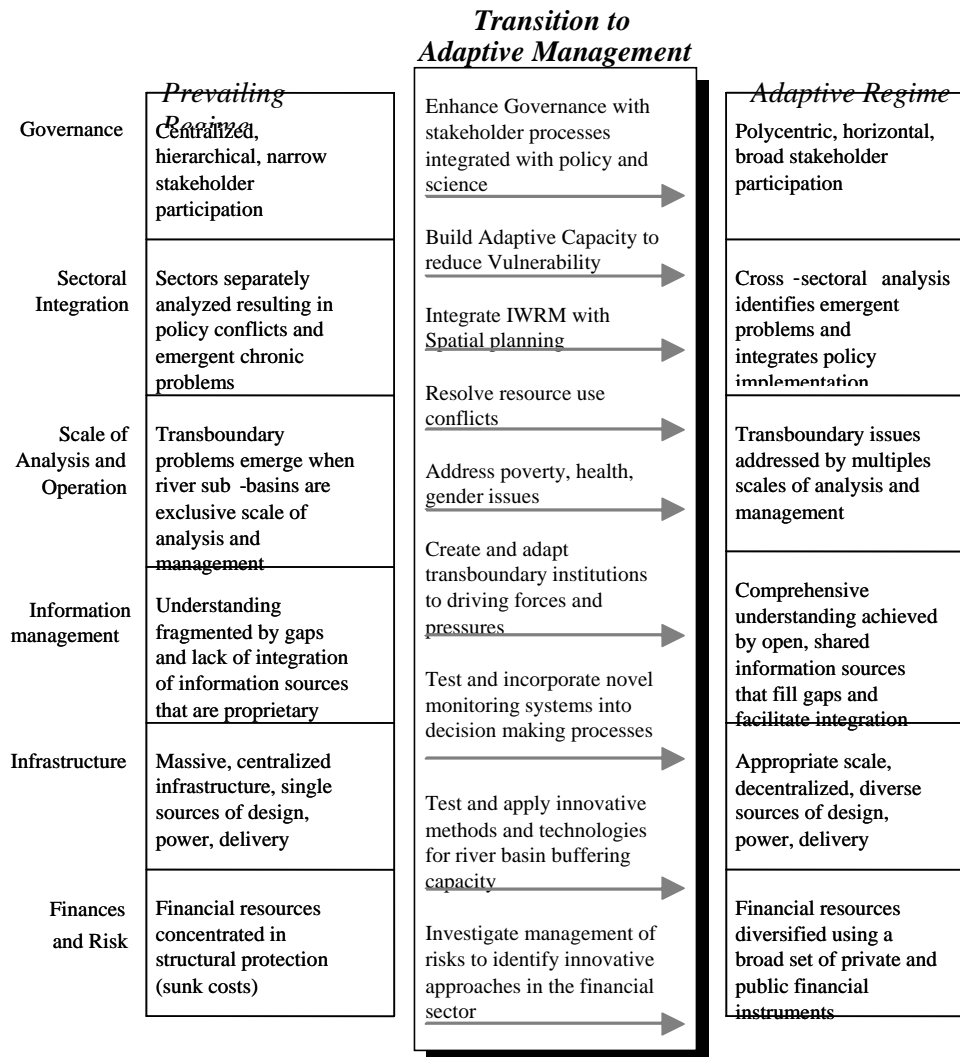 Transition to
Adaptive Management
Prevailing
Regime
Adaptive Regime
Governance
Centralized,
hierarchical, narrow
stakeholder
participation
Enhance Governance with
stakeholder processes
integrated with policy and
science
Polycentric, horizontal,
broad stakeholder
participation
Build Adaptive Capacity to
reduce Vulnerability
Sectoral
Integration
Sectors separately
analyzed resulting in
policy conflicts and
emergent chronic
problems
Integrate IWRM with
Spatial planning
Cross -sectoral analysis
identifies emergent
problems and
integrates policy
implementation
Resolve resource use
conflicts
Scale of
Analysis and
Operation
Transboundary
problems emerge when
river sub -basins are
exclusive scale of
analysis and
management
Address poverty, health,
gender issues
Transboundary issues
addressed by multiples
scales of analysis and
management
Create and adapt
transboundary institutions
to driving forces and
pressures
Information
management
Understanding
fragmented by gaps
and lack of integration
of information sources
that are proprietary
Test and incorporate novel
monitoring systems into
decision making processes
Comprehensive
understanding achieved
by open, shared
information sources
that fill gaps and
facilitate integration
Infrastructure
Massive, centralized
infrastructure, single
sources of design,
power, delivery
Test and apply innovative
methods and technologies
for river basin buffering
capacity
Appropriate scale,
decentralized, diverse
sources of design,
power, delivery
Finances
and Risk
Financial resources
concentrated in
structural protection
(sunk costs)
Investigate management of
risks to identify innovative
approaches in the financial
sector
Financial resources
diversified using a
broad set of private and
public financial
instruments